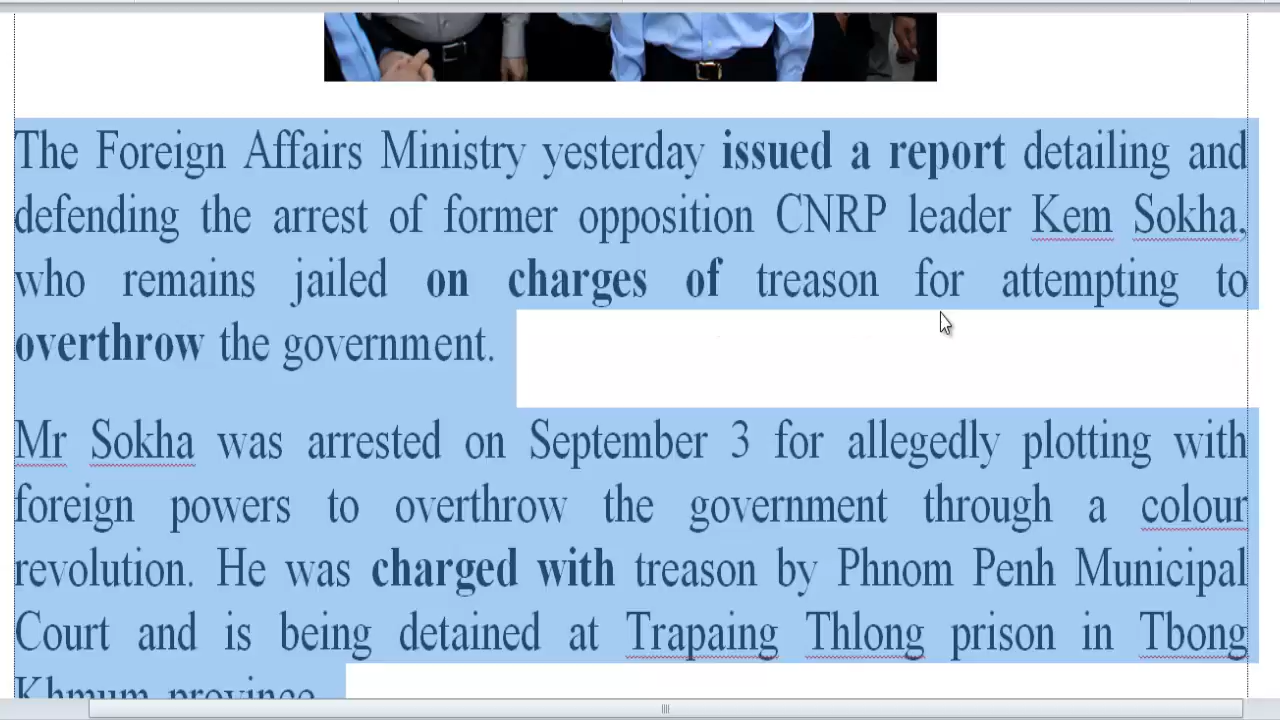 The Foreign Affairs Ministry yesterday issued a report detailing and
defending the arrest of former opposition CNRP leader Kem Sokha,
who remains jailed on charges of treason for attempting to
overthrow the government.
Mr Sokha was arrested on September 3 for allegedly plotting with
foreign powers to overthrow the government through a colour
revolution. He was charged with treason by Phnom Penh Municipal
Court and is being detained at Trapaing Thlong prison in Tbong
Khmum province.